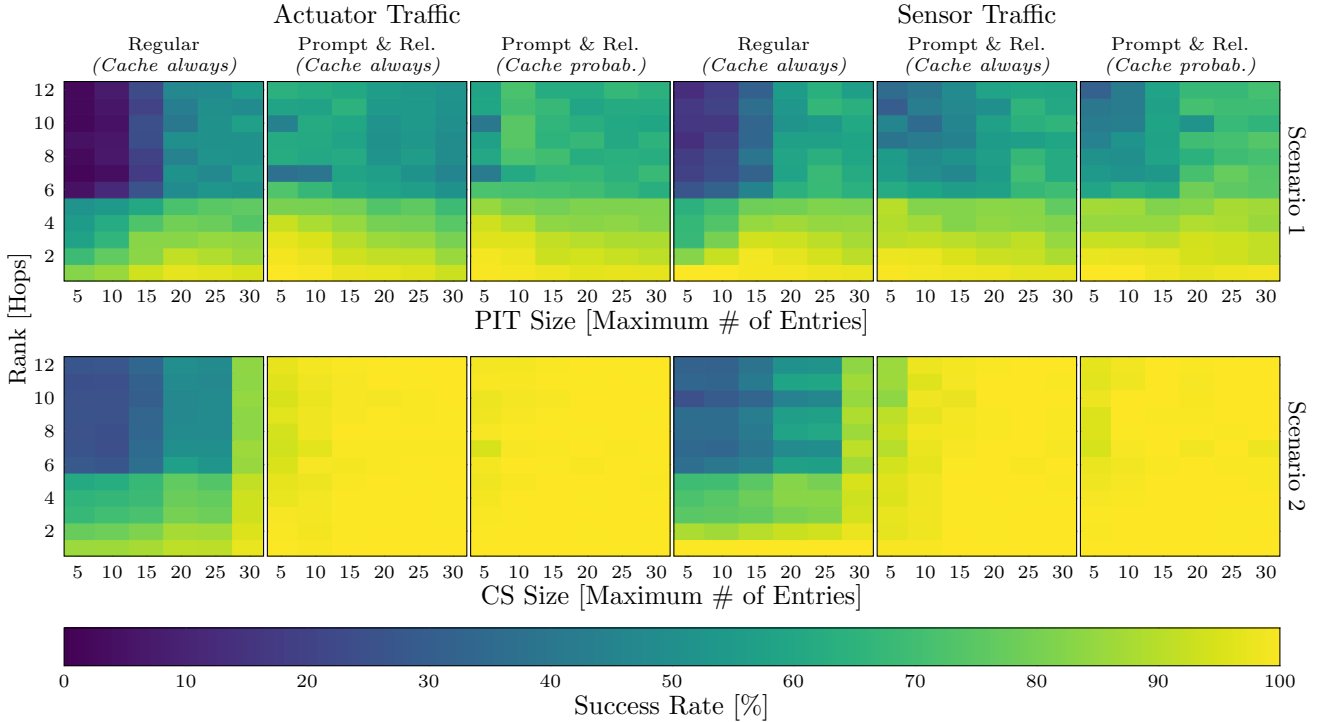 Actuator Traffic Sensor Traffic
Regular Prompt & Rel. Prompt & Rel. Regular Prompt & Rel. Prompt & Rel.
(Cache always) (Cache always) (Cache probab.) (Cache always) (Cache always) (Cache probab.)
12
10
8
6
4
2
Scenario 1
5 10 15 20 25 30 5 10 15 20 25 30 5 10 15 20 25 30 5 10 15 20 25 30 5 10 15 20 25 30 5 10 15 20 25 30
PIT Size [Maximum # of Entries]
Rank [Hops]
12
10
8
6
4
2
Scenario 2
5 10 15 20 25 30 5 10 15 20 25 30 5 10 15 20 25 30 5 10 15 20 25 30 5 10 15 20 25 30 5 10 15 20 25 30
CS Size [Maximum # of Entries]
0 10 20 30 40 50 60 70 80 90 100
Success Rate [%]